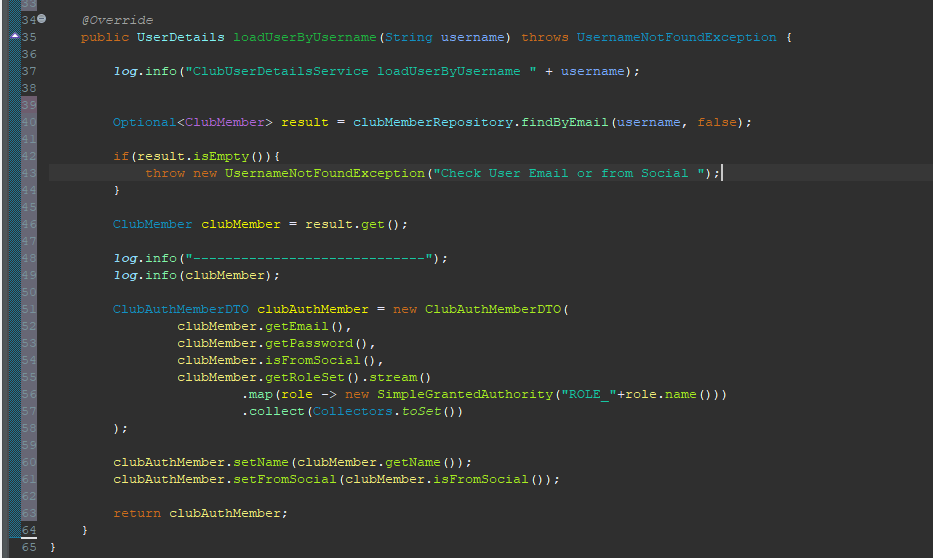 33
34 @Override
35 public UserDetails loadUserByUsername(String username) throws UsernameNotFoundException {
36
37 log.info("ClubUserDetailsService loadUserByUsername " + username);
38
39
40 Optional<ClubMember> result = clubMemberRepository.findByEmail(username, false);
41
42 if(result.isEmpty()){
43 throw new UsernameNotFoundException("Check User Email or from Social ");
44 }
45
46 ClubMember clubMember = result.get();
47
48 log.info("-----------------------------");
49 log.info(clubMember);
50
51 ClubAuthMemberDTO clubAuthMember = new ClubAuthMemberDTO(
52 clubMember.getEmail(),
53 clubMember.getPassword(),
54 clubMember.isFromSocial(),
55 clubMember.getRoleSet().stream()
56 .map(role -> new SimpleGrantedAuthority("ROLE_"+role.name()))
57 .collect(Collectors.toSet())
58 );
59
60 clubAuthMember.setName(clubMember.getName());
61 clubAuthMember.setFromSocial(clubMember.isFromSocial());
62
63 return clubAuthMember;
64 }
65 }